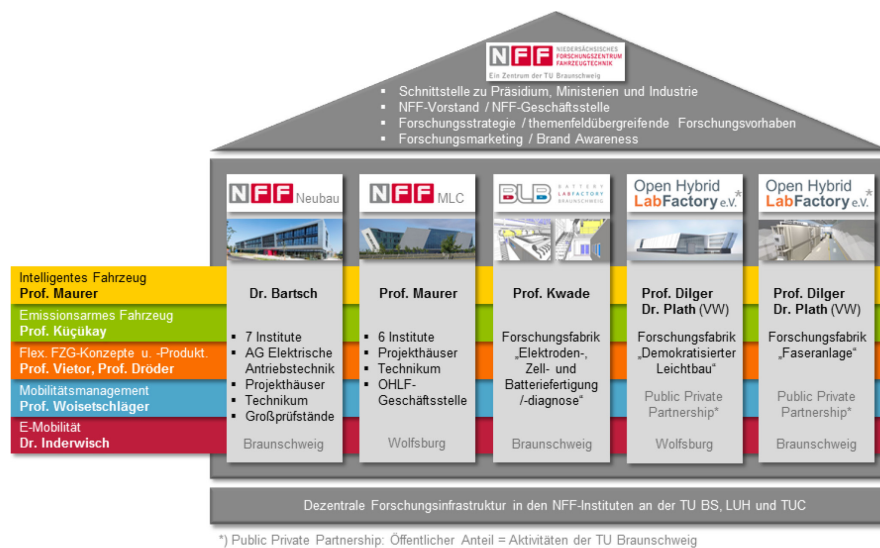 NFF NIEDERSÄCHSISCHES
FORSCHUNGSZENTRUM
FAHRZEUGTECHNIK
Ein Zentrum der TU Braunschweig
▪ Schnittstelle zu Präsidium, Ministerien und Industrie
▪ NFF-Vorstand / NFF-Geschäftsstelle
▪ Forschungsstrategie / themenfeldübergreifende Forschungsvorhaben
▪ Forschungsmarketing / Brand Awareness
Intelligentes Fahrzeug
Prof. Maurer
Emissionsarmes Fahrzeug
Prof. Küçükay
Flex. FZG-Konzepte u. -Produkt.
Prof. Vietor, Prof. Dröder
Mobilitätsmanagement
Prof. Woisetschläger
E-Mobilität
Dr. Inderwisch
NFF Neubau
Dr. Bartsch
▪ 7 Institute
▪ AG Elektrische
Antriebstechnik
▪ Projekthäuser
▪ Technikum
▪ Großprüfstände
Braunschweig
NFF MLC
Prof. Maurer
▪ 6 Institute
▪ Projekthäuser
▪ Technikum
▪ OHLF-
Geschäftsstelle
Wolfsburg
BLB BATTERY
LABFACTORY
BRAUNSCHWEIG
Prof. Kwade
Forschungsfabrik
„Elektroden-,
Zell- und
Batteriefertigung
/-diagnose“
Braunschweig
Open Hybrid
LabFactory e.V.*
Prof. Dilger
Dr. Plath (VW)
Forschungsfabrik
„Demokratisierter
Leichtbau“
Public Private
Partnership*
Wolfsburg
Open Hybrid
LabFactory e.V.*
Prof. Dilger
Dr. Plath (VW)
Forschungsfabrik
„Faseranlage“
Public Private
Partnership*
Braunschweig
Dezentrale Forschungsinfrastruktur in den NFF-Instituten an der TU BS, LUH und TUC
*) Public Private Partnership: Öffentlicher Anteil = Aktivitäten der TU Braunschweig